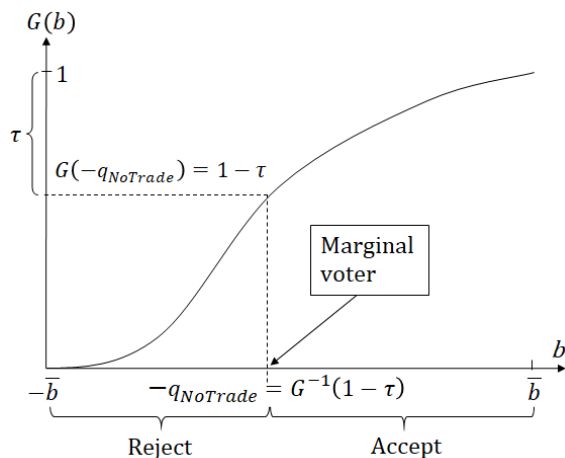 G(b)
1
τ
G(−q_NoTrade) = 1 − τ
Marginal
voter
b
−b̅
−q_NoTrade = G⁻¹(1 − τ)
b̅
Reject
Accept